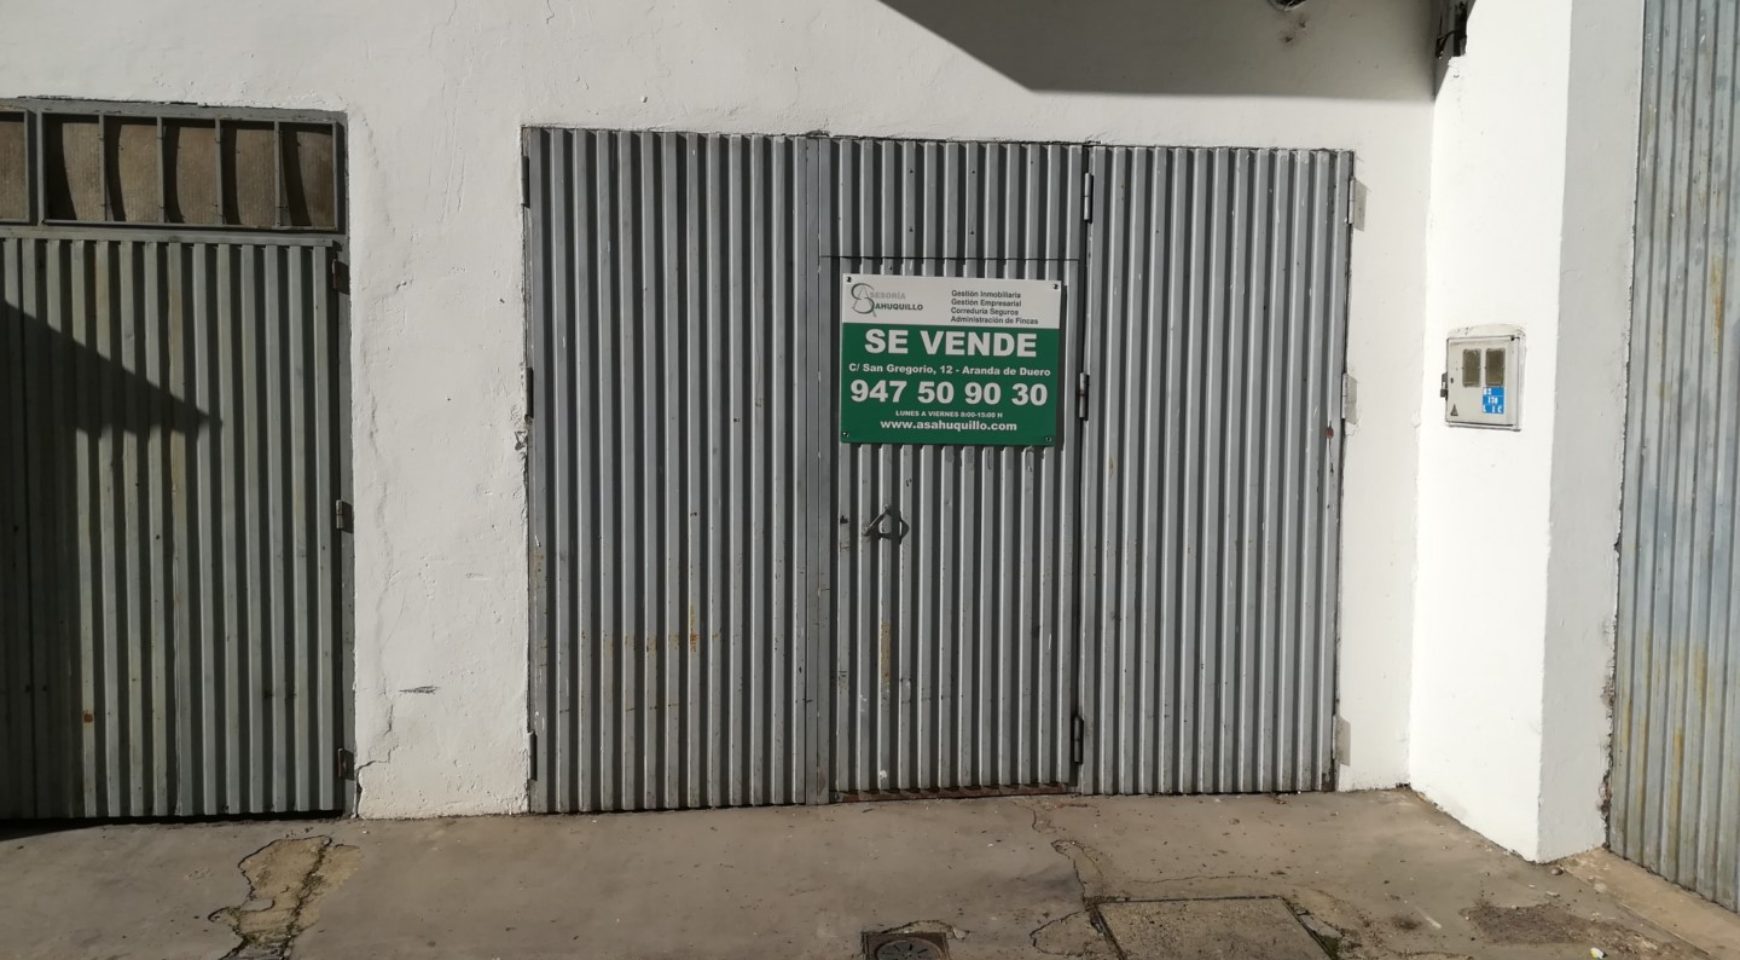 ASESORÍA
SAHUQUILLO
Gestión Inmobiliaria
Gestión Empresarial
Correduría Seguros
Administración de Fincas
SE VENDE
C/ San Gregorio, 12 - Aranda de Duero
947 50 90 30
LUNES A VIERNES 8:00-15:00 H
www.asahuquillo.com